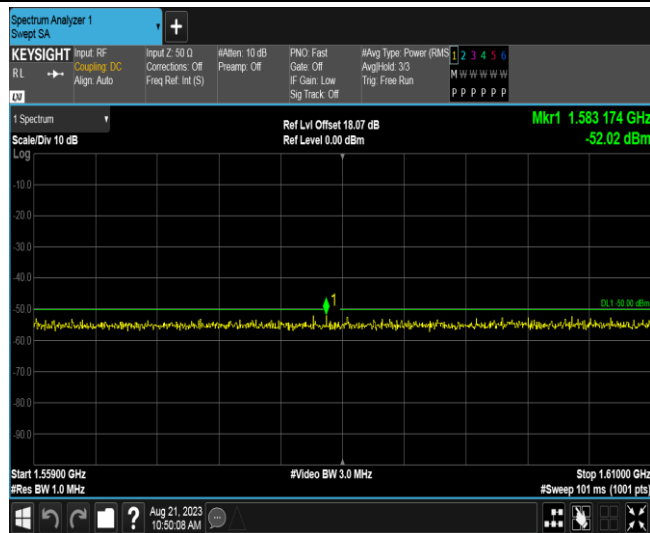 Spectrum Analyzer 1
Swept SA
+
KEYSIGHT
RL
LXI
Input: RF
Coupling: DC
Align: Auto
Input Z: 50 Ω
Corrections: Off
Freq Ref: Int (S)
#Atten: 10 dB
Preamp: Off
PNO: Fast
Gate: Off
IF Gain: Low
Sig Track: Off
#Avg Type: Power (RMS
Avg|Hold: 3/3
Trig: Free Run
1 2 3 4 5 6
M W W W W W
P P P P P P
1 Spectrum
Scale/Div 10 dB
Log
Ref Lvl Offset 18.07 dB
Ref Level 0.00 dBm
Mkr1 1.583 174 GHz
-52.02 dBm
-10.0
-20.0
-30.0
-40.0
-50.0
-60.0
-70.0
-80.0
-90.0
1
DL1 -50.00 dBm
Start 1.55900 GHz
#Res BW 1.0 MHz
#Video BW 3.0 MHz
Stop 1.61000 GHz
#Sweep 101 ms (1001 pts)
?
Aug 21, 2023
10:50:08 AM